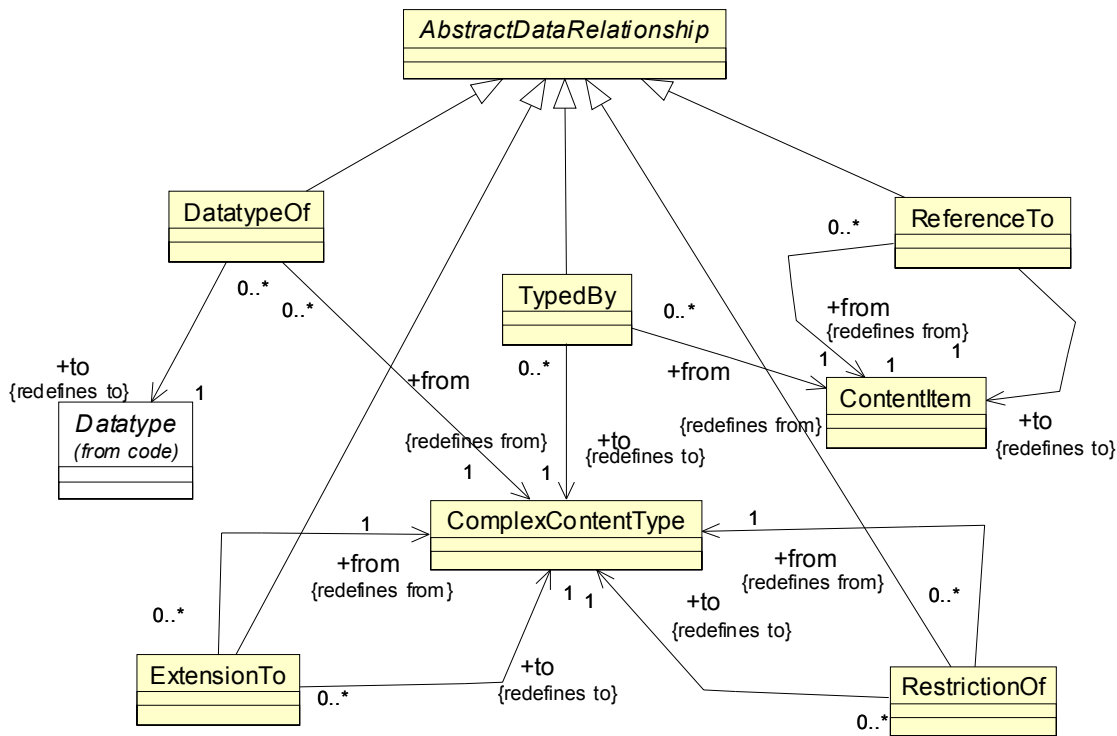 AbstractDataRelationship
DatatypeOf
ReferenceTo
0..*
0..*
0..*
TypedBy
0..*
0..*
+from
{redefines from}
1
1
+to
{redefines to}
1
+from
+from
ContentItem
Datatype
(from code)
{redefines from}
+to
{redefines to}
{redefines from}
+to
{redefines to}
1
1
ComplexContentType
1
1
+from
{redefines from}
+from
{redefines from}
1
1
+to
{redefines to}
0..*
0..*
ExtensionTo
+to
{redefines to}
0..*
RestrictionOf
0..*